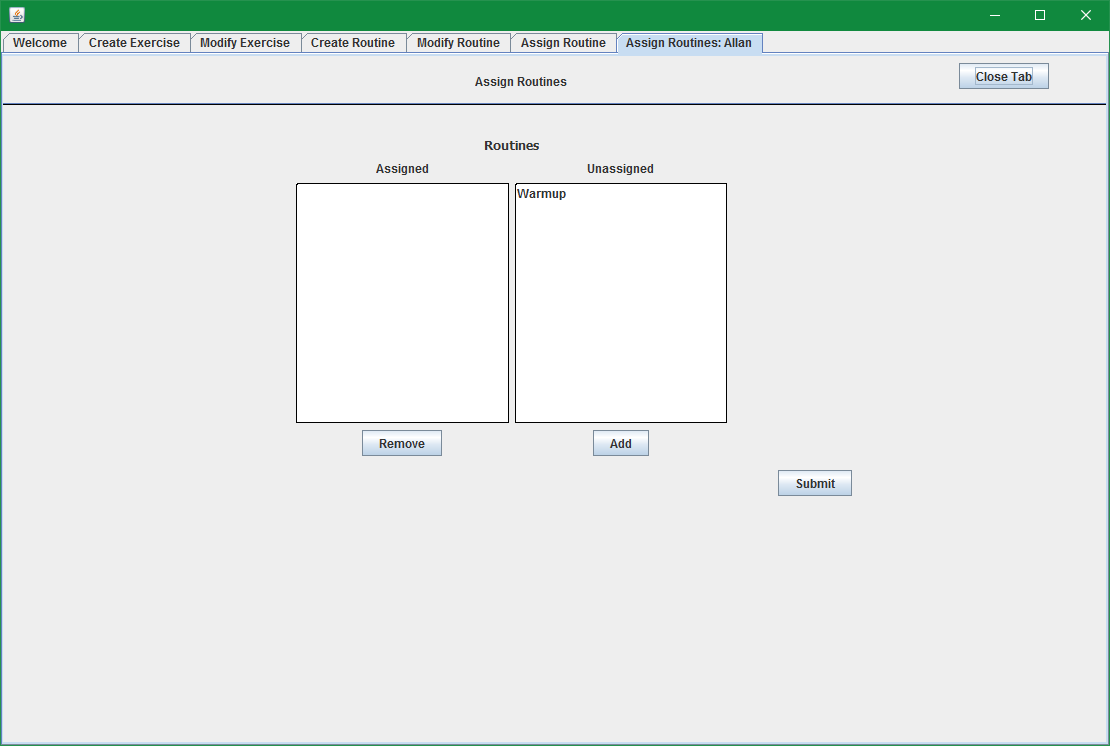 Welcome Create Exercise Modify Exercise Create Routine Modify Routine Assign Routine Assign Routines: Allan
Assign Routines
Close Tab
Routines
Assigned Unassigned
Warmup
Remove Add
Submit